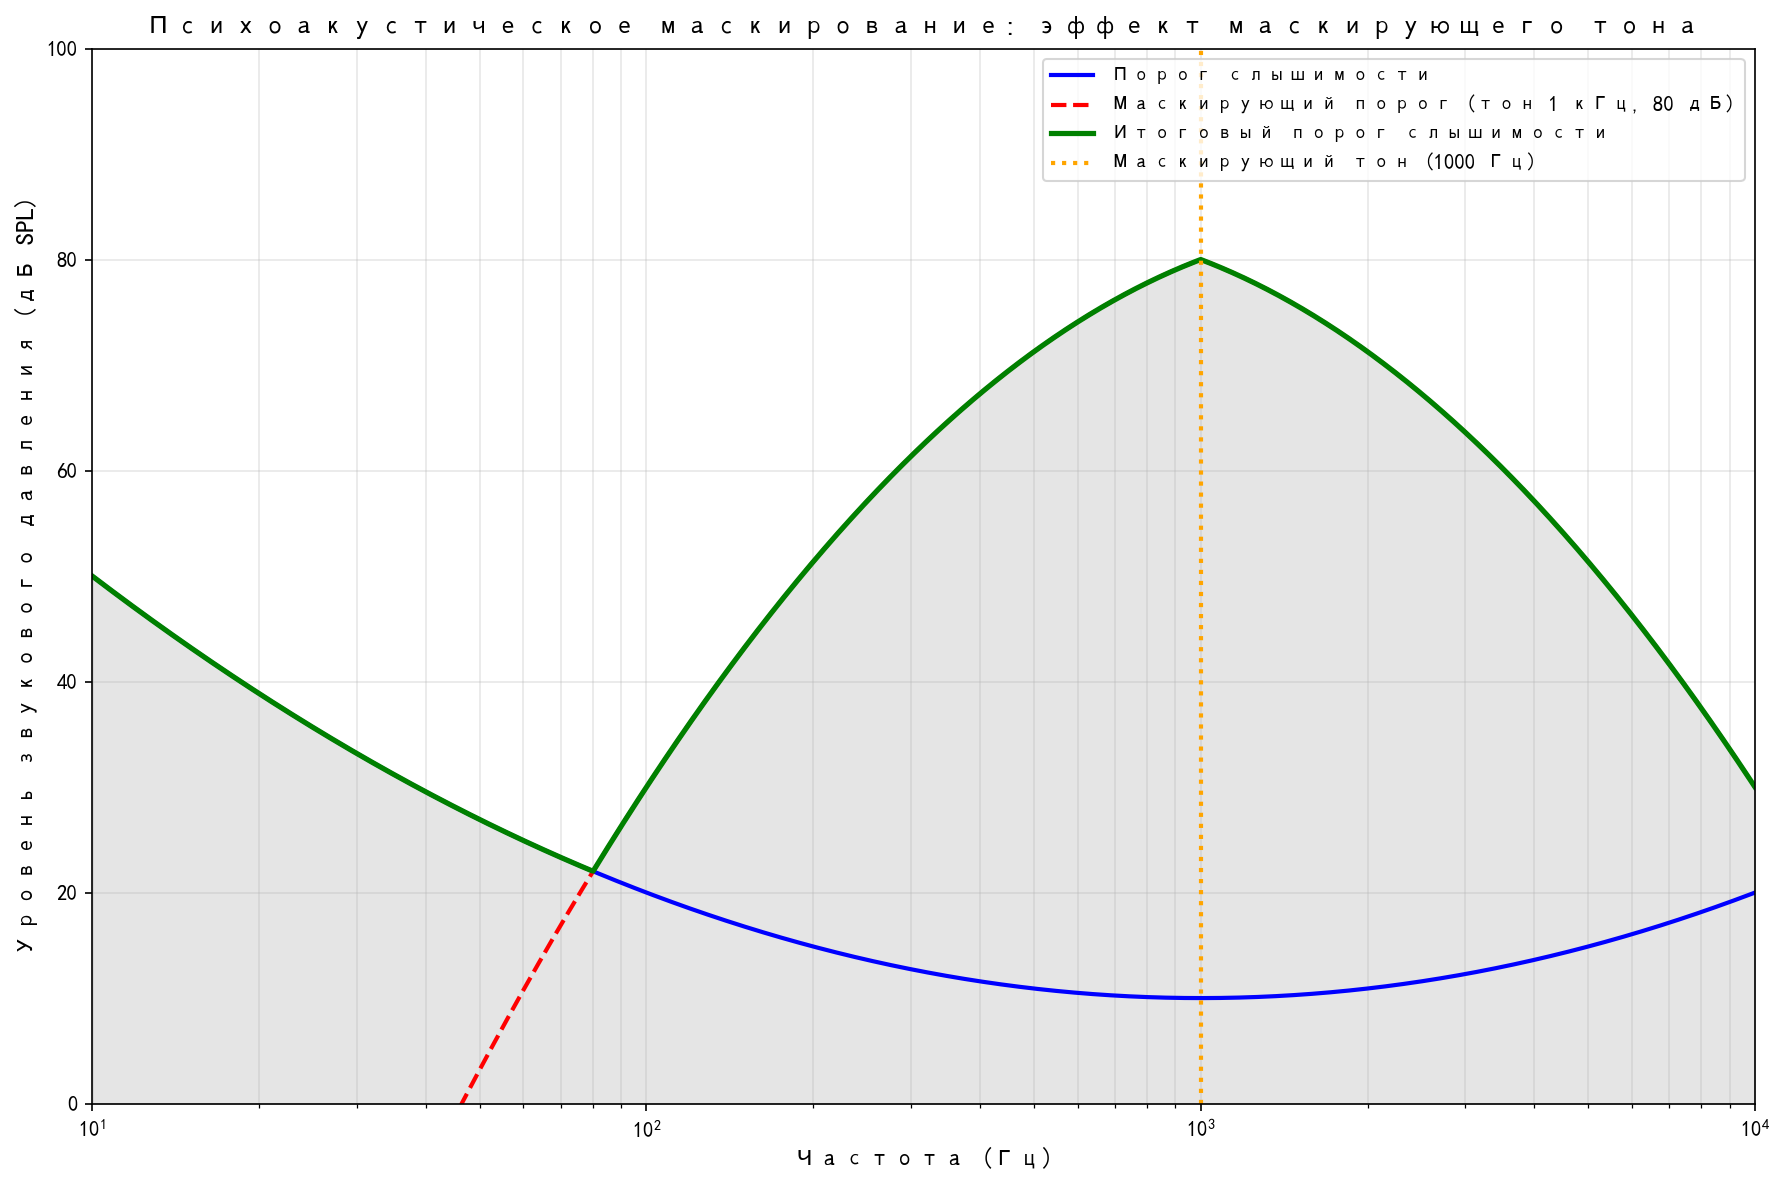 Психоакустическое маскирование: эффект маскирующего тона
Порог слышимости
Маскирующий порог (тон 1 кГц, 80 дБ)
Итоговый порог слышимости
Маскирующий тон (1000 Гц)
Уровень звукового давления (дБ SPL)
100
80
60
40
20
0
10¹ 10² 10³ 10⁴
Частота (Гц)